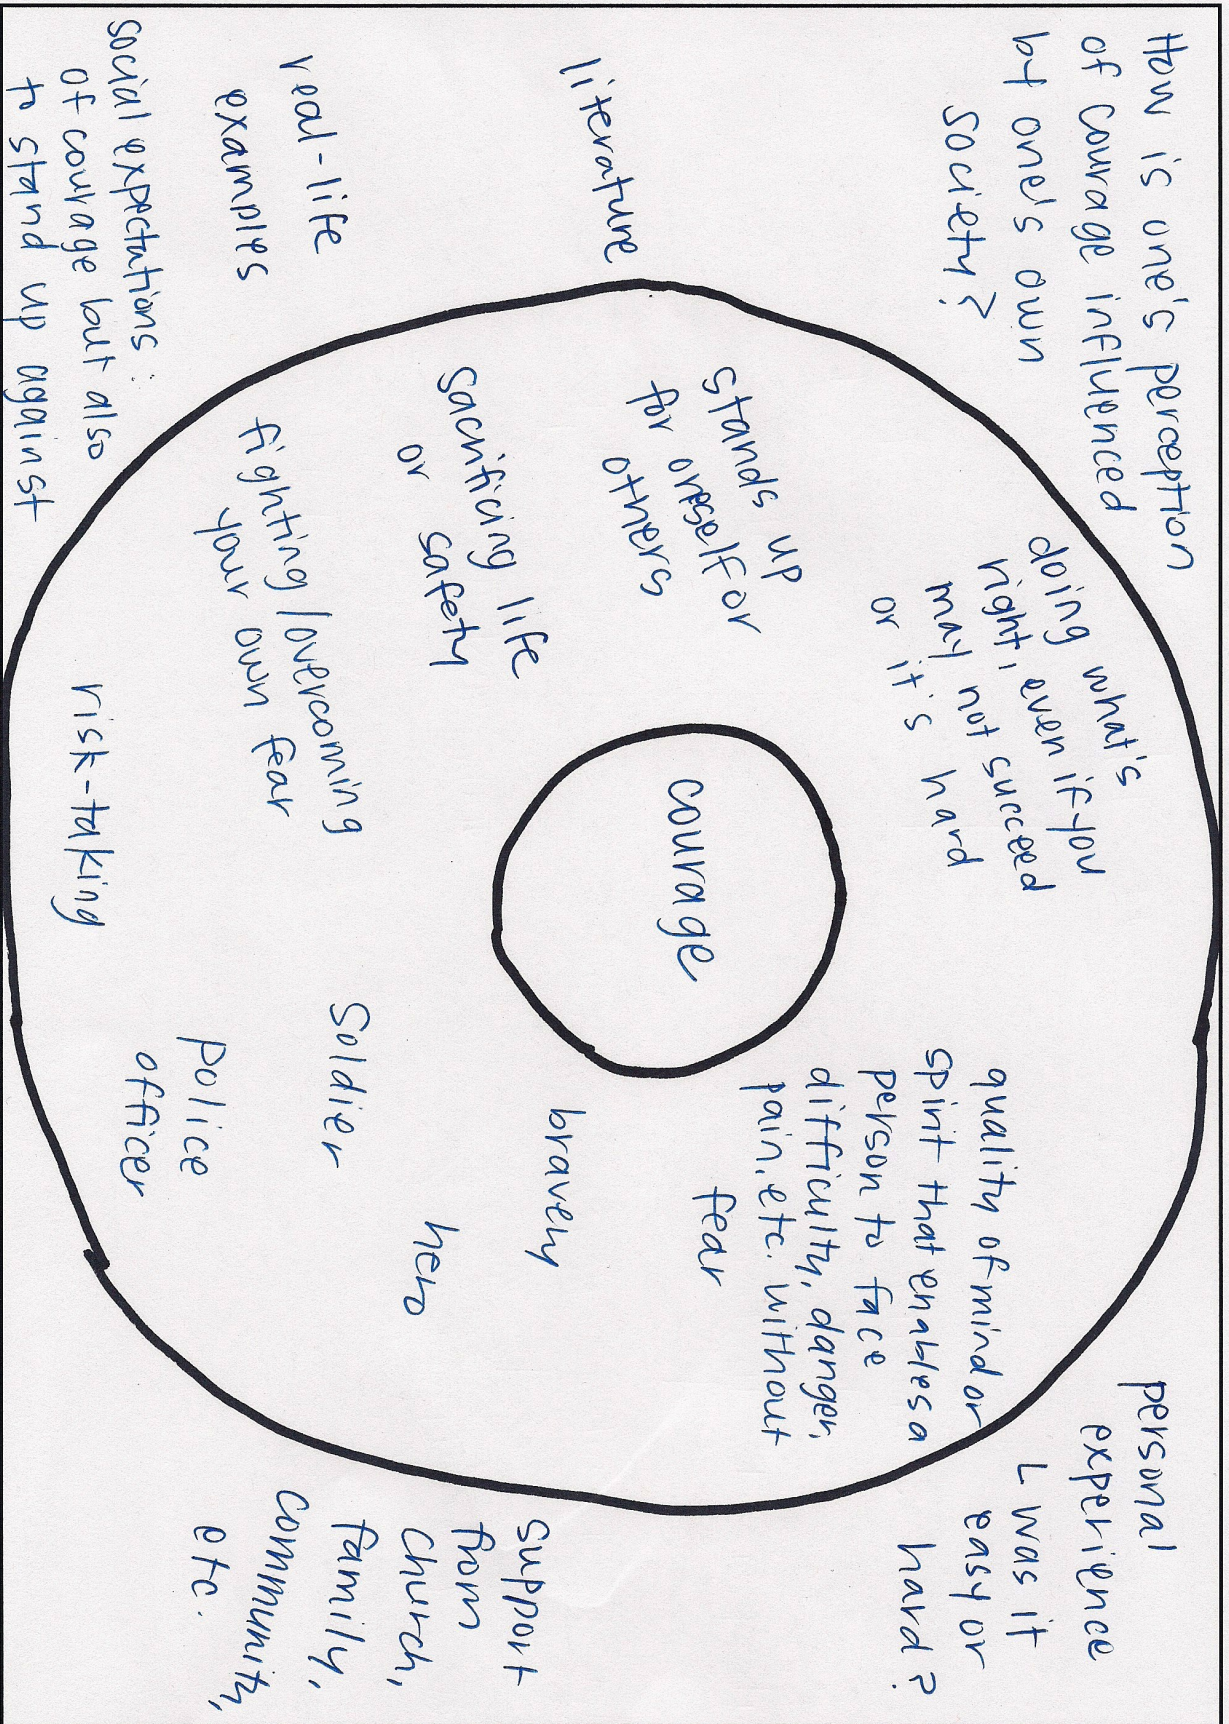 How is one's perception
of courage influenced
by one's own
society?
personal
experience
L was it
easy or
hard?
doing what's
right, even if you
may not succeed
or it's hard
quality of mind or
spirit that enables a
person to face
difficulty, danger,
pain, etc. without
fear
stands up
for oneself or
others
courage
literature
bravery
sacrificing life
or safety
hero
support
from
church,
family,
community,
etc.
real-life
examples
fighting/overcoming
your own fear
soldier
police
officer
risk-taking
social expectations:
of courage but also
to stand up against